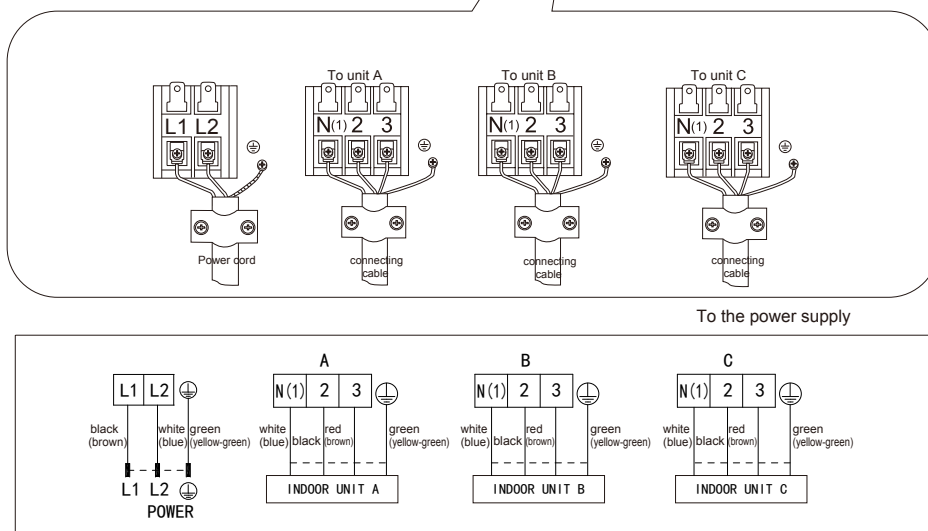 To unit A
To unit B
To unit C
L1 L2
N(1) 2 3
N(1) 2 3
N(1) 2 3
Power cord
connecting
cable
connecting
cable
connecting
cable
To the power supply
A
B
C
L1 L2
N(1) 2 3
N(1) 2 3
N(1) 2 3
black
(brown)
white
(blue)
green
(yellow-green)
white
(blue)
black
red
(brown)
green
(yellow-green)
white
(blue)
black
red
(brown)
green
(yellow-green)
white
(blue)
black
red
(brown)
green
(yellow-green)
L1 L2
POWER
INDOOR UNIT A
INDOOR UNIT B
INDOOR UNIT C